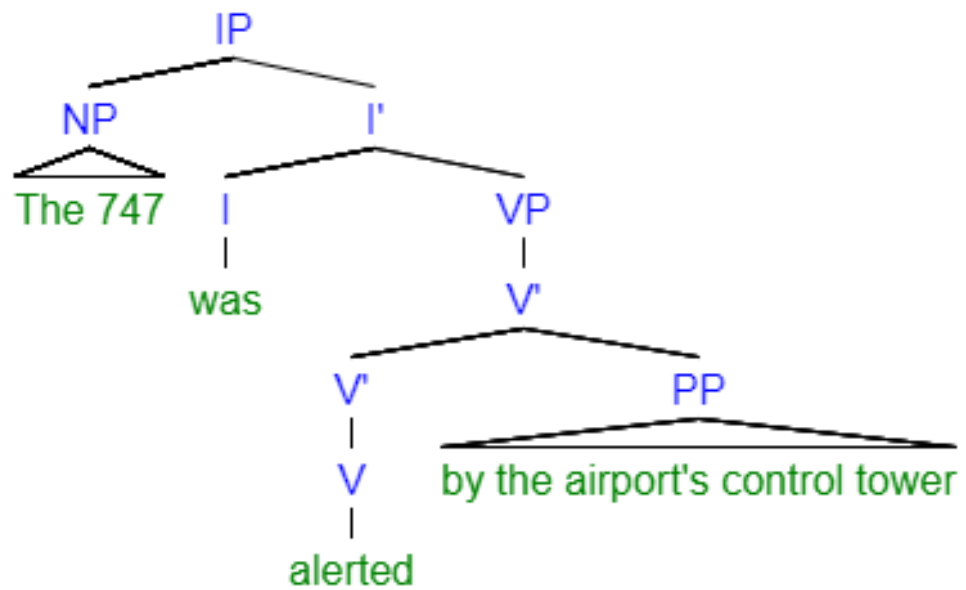 IP
NP I'
The 747 I VP
was V'
V' PP
V by the airport's control tower
alerted